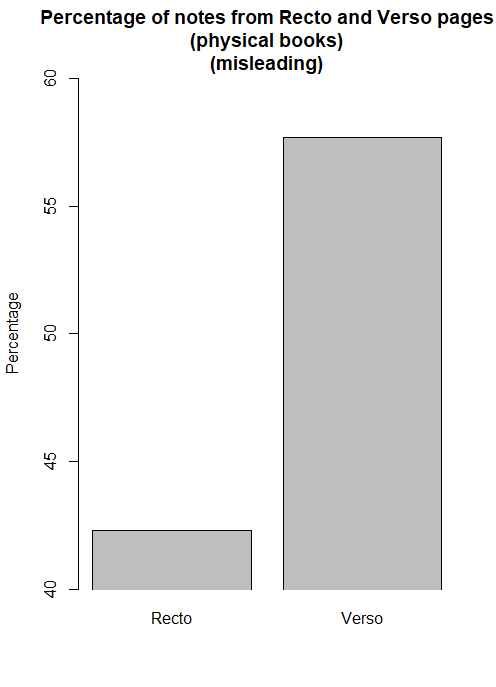 Percentage of notes from Recto and Verso pages
(physical books)
(misleading)
60
55
50
45
40
Percentage
Recto
Verso